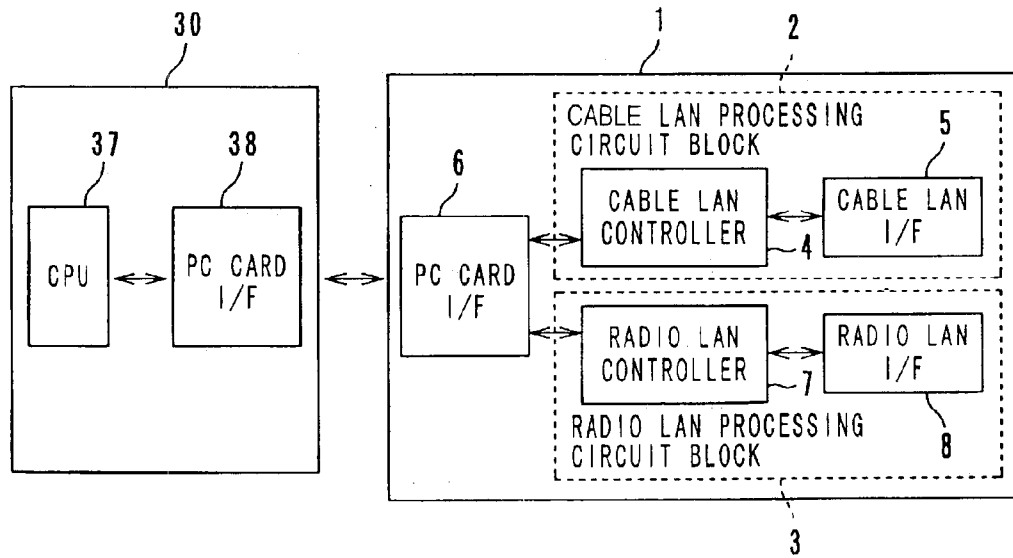 30
1
2
37
38
6
CABLE LAN PROCESSING
CIRCUIT BLOCK
5
CPU
PC CARD
I/F
PC CARD
I/F
CABLE LAN
CONTROLLER
4
CABLE LAN
I/F
RADIO LAN
CONTROLLER
7
RADIO LAN
I/F
8
RADIO LAN PROCESSING
CIRCUIT BLOCK
3